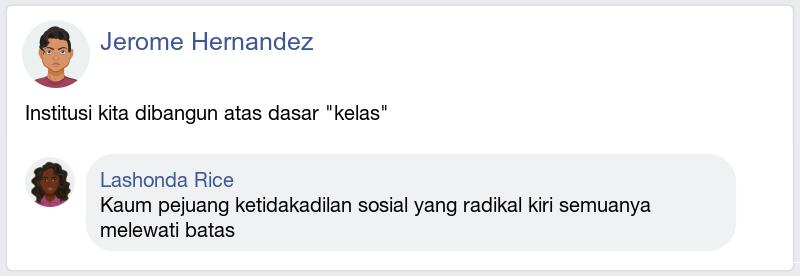 Jerome Hernandez
Institusi kita dibangun atas dasar "kelas"
Lashonda Rice
Kaum pejuang ketidakadilan sosial yang radikal kiri semuanya
melewati batas